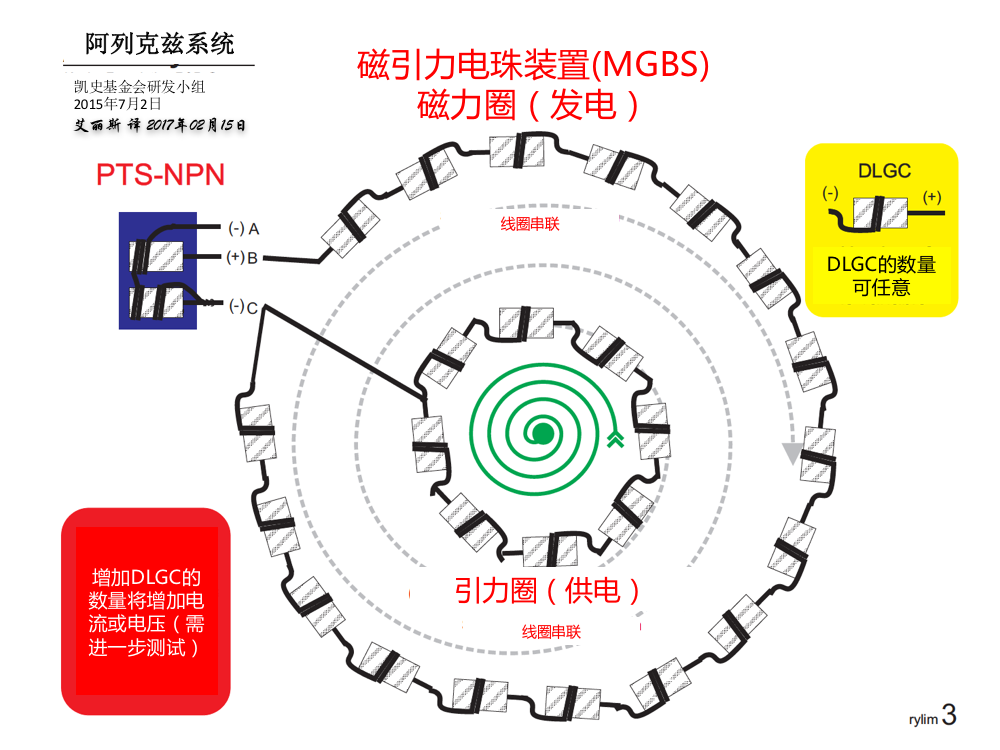 阿列克兹系统
凯史基金会研发小组
2015年7月2日
艾丽斯 译 2017年02月15日
磁引力电珠装置(MGBS)
磁力圈（发电）
PTS-NPN
(-) A
(+) B
(-) C
线圈串联
DLGC
(-)
(+)
DLGC的数量
可任意
增加DLGC的
数量将增加电
流或电压（需
进一步测试）
引力圈（供电）
线圈串联
rylim 3